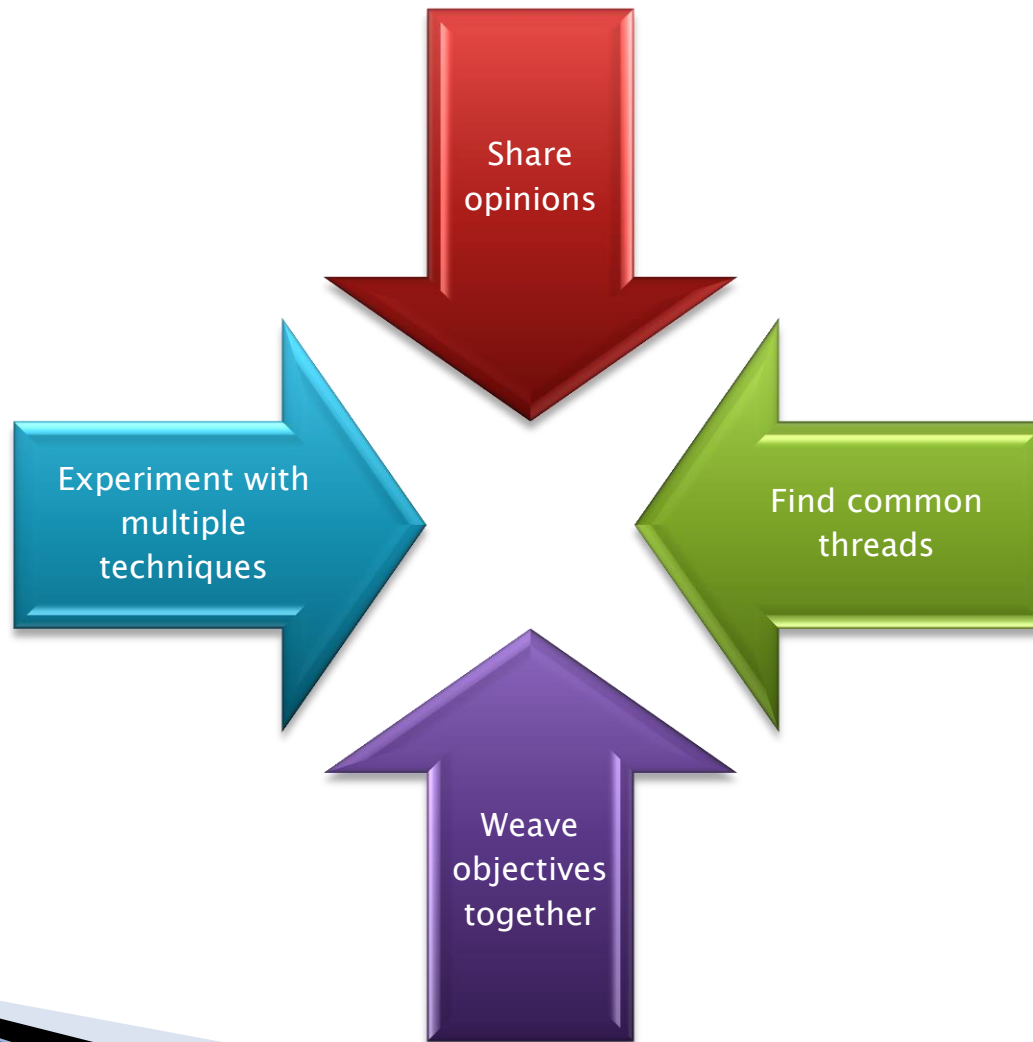 Share
opinions
Experiment with
multiple
techniques
Find common
threads
Weave
objectives
together